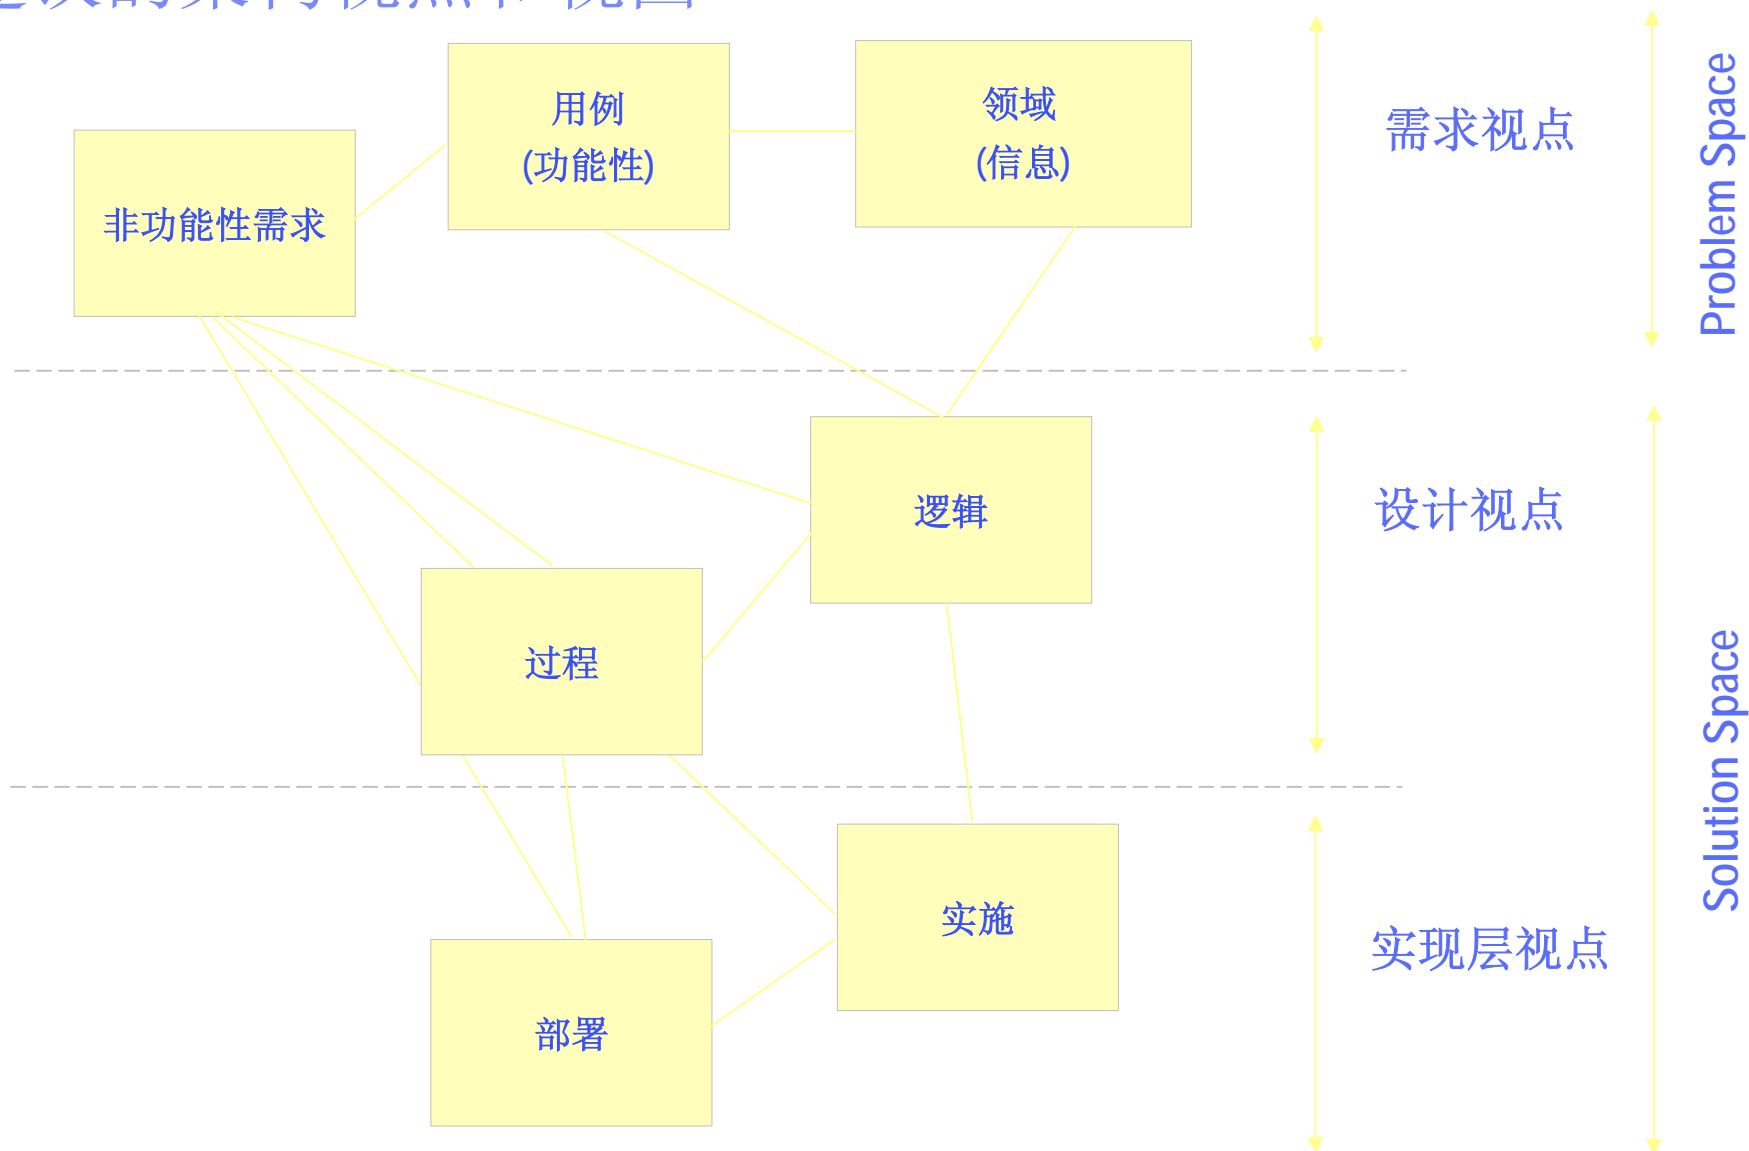 用例
(功能性)
领域
(信息)
需求视点
Problem Space
非功能性需求
逻辑
设计视点
过程
Solution Space
实施
实现层视点
部署